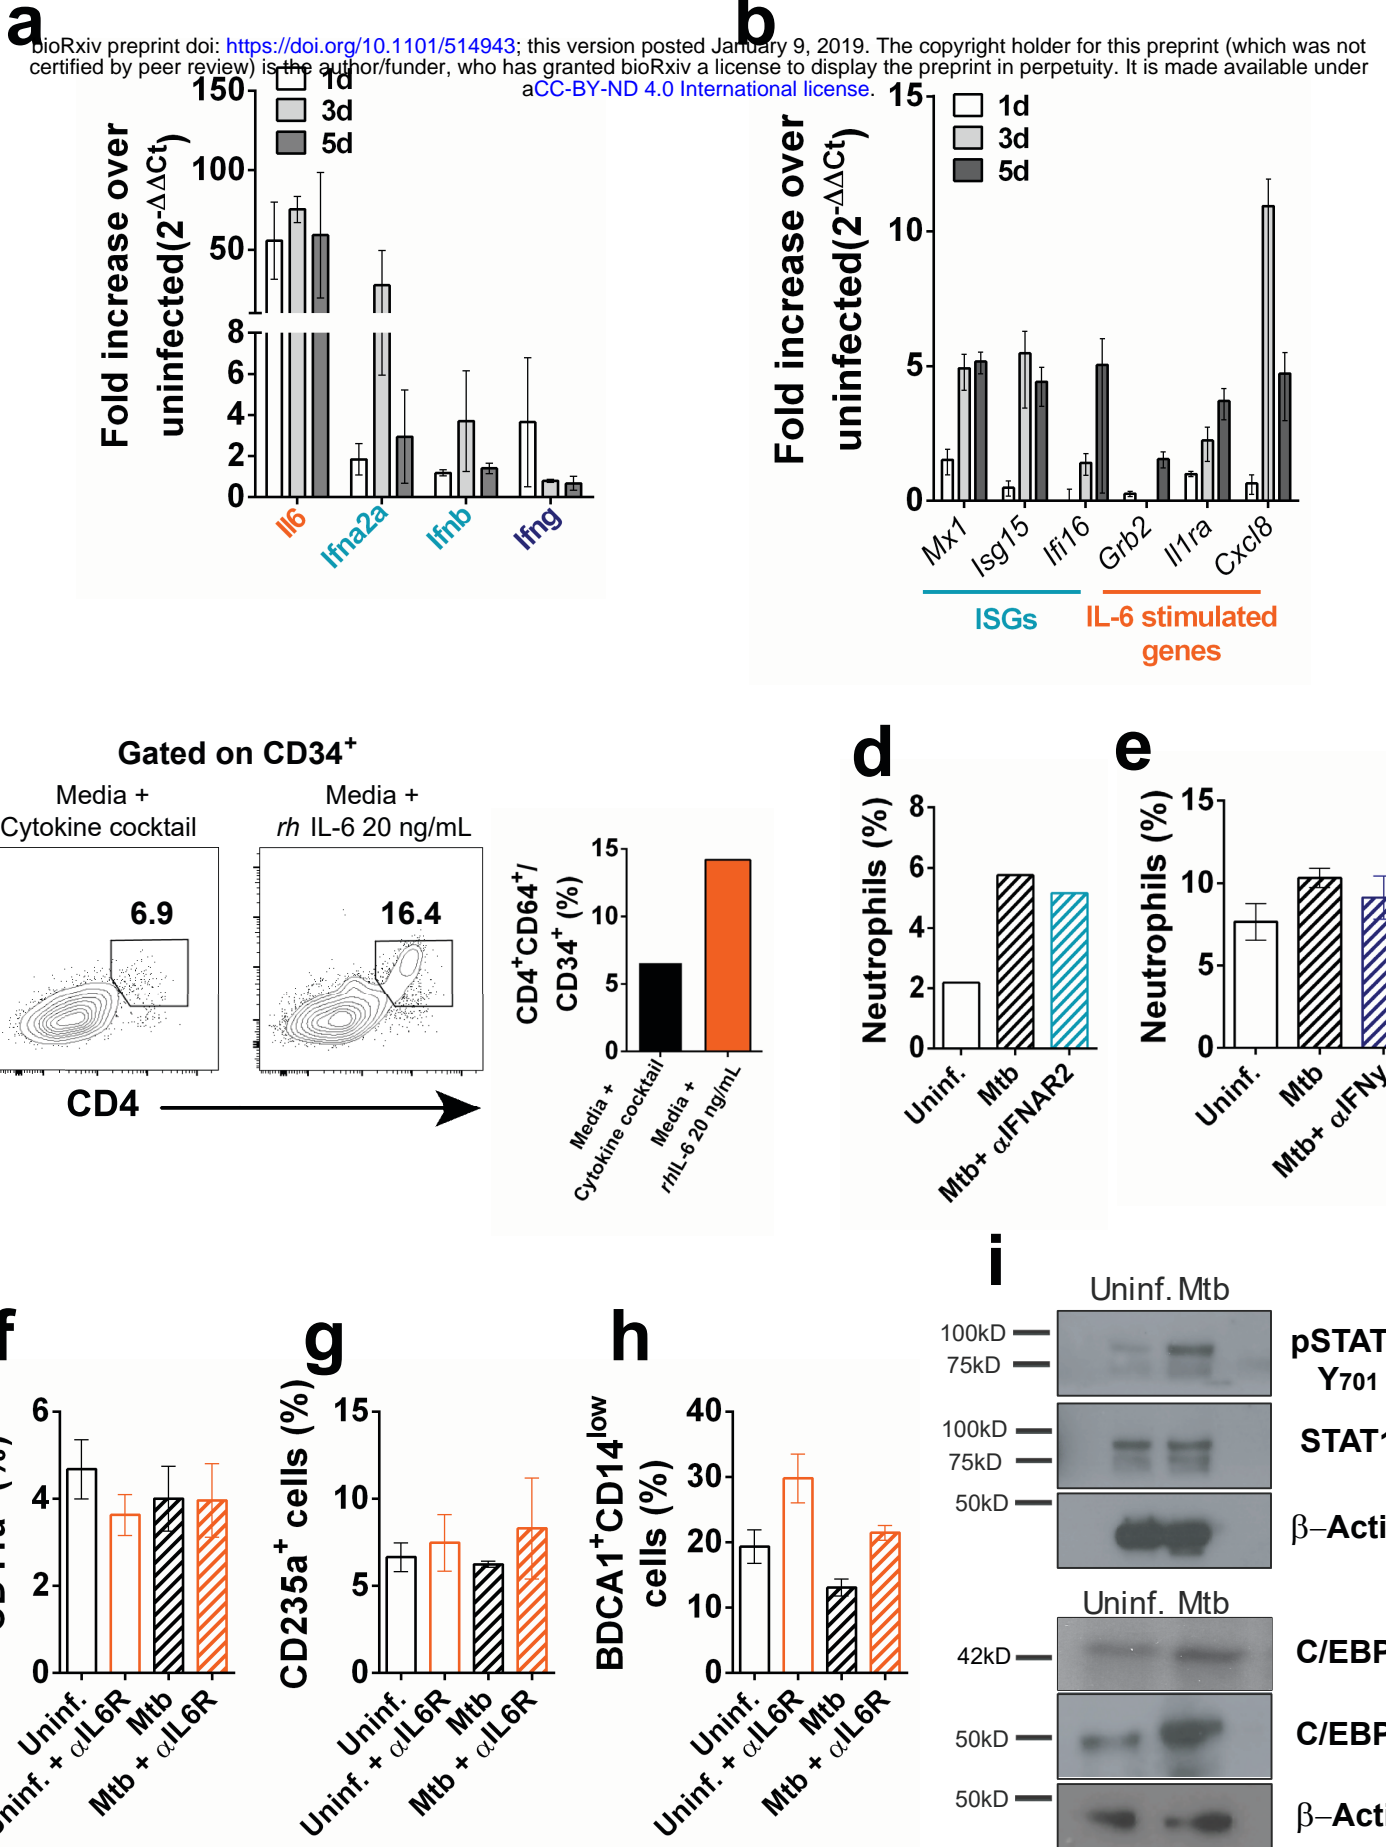 a
b
bioRxiv preprint doi: https://doi.org/10.1101/514943; this version posted January 9, 2019. The copyright holder for this preprint (which was not
certified by peer review) is the author/funder, who has granted bioRxiv a license to display the preprint in perpetuity. It is made available under
aCC-BY-ND 4.0 International license.
Fold increase over
uninfected(2-ΔΔCt)
150
100
50
8
6
4
2
0
1d
3d
5d
Il6
Ifna2a
Ifnb
Ifng
Fold increase over
uninfected(2-ΔΔCt)
15
10
5
0
1d
3d
5d
Mx1
Isg15
Ifi16
Grb2
Il1ra
Cxcl8
ISGs
IL-6 stimulated
genes
Gated on CD34+
Media +
Cytokine cocktail
Media +
rh IL-6 20 ng/mL
6.9
16.4
CD4
CD4+CD64+/
CD34+ (%)
15
10
5
0
Media +
Cytokine cocktail
Media +
rhIL-6 20 ng/mL
d
Neutrophils (%)
8
6
4
2
0
Uninf.
Mtb
Mtb+ αIFNAR2
e
Neutrophils (%)
15
10
5
0
Uninf.
Mtb
Mtb+ αIFNγ
f
(%)
6
4
2
0
Uninf.
Uninf. + αIL6R
Mtb
Mtb + αIL6R
g
CD235a+ cells (%)
15
10
5
0
Uninf.
Uninf. + αIL6R
Mtb
Mtb + αIL6R
h
BDCA1+CD14low
cells (%)
40
30
20
10
0
Uninf.
Uninf. + αIL6R
Mtb
Mtb + αIL6R
i
Uninf. Mtb
100kD
75kD
pSTAT
Y701
100kD
75kD
STAT1
50kD
β–Acti
Uninf. Mtb
42kD
C/EBP
50kD
C/EBP
50kD
β–Act